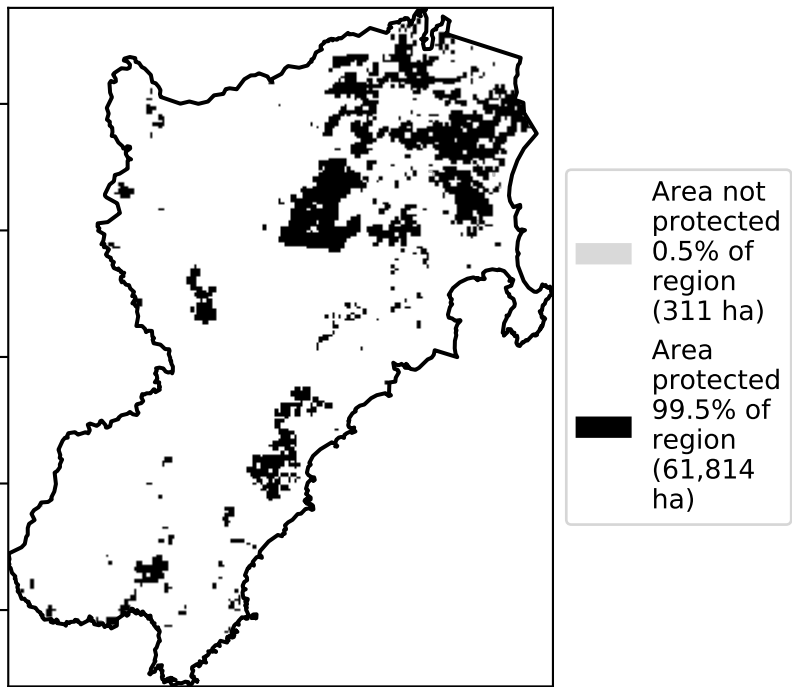 Area not
protected
0.5% of
region
(311 ha)
Area
protected
99.5% of
region
(61,814
ha)